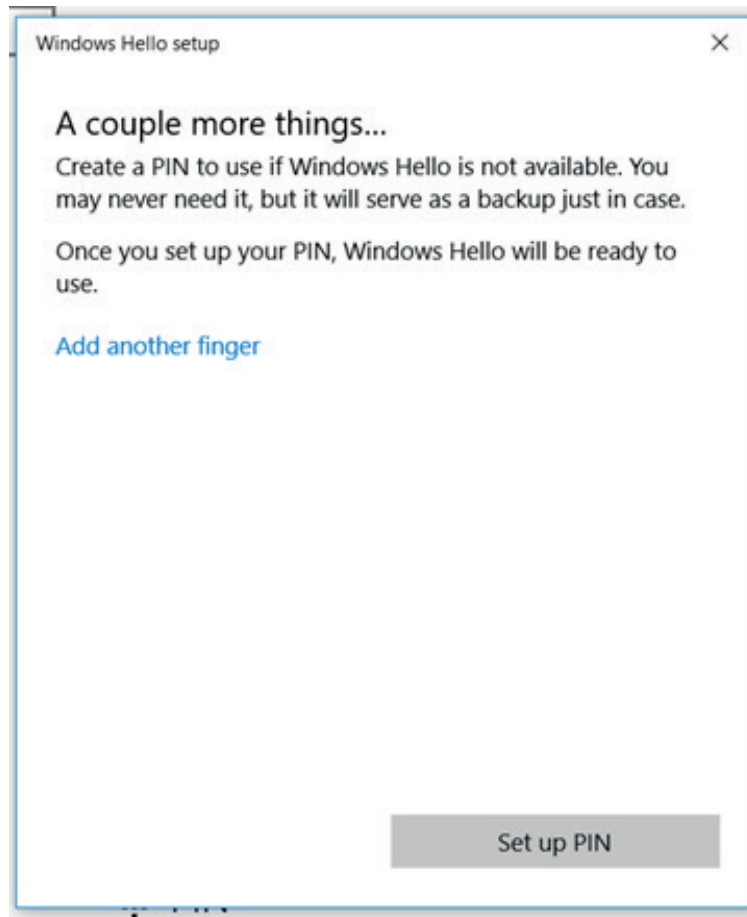 Windows Hello setup
A couple more things...
Create a PIN to use if Windows Hello is not available. You
may never need it, but it will serve as a backup just in case.
Once you set up your PIN, Windows Hello will be ready to
use.
Add another finger
Set up PIN